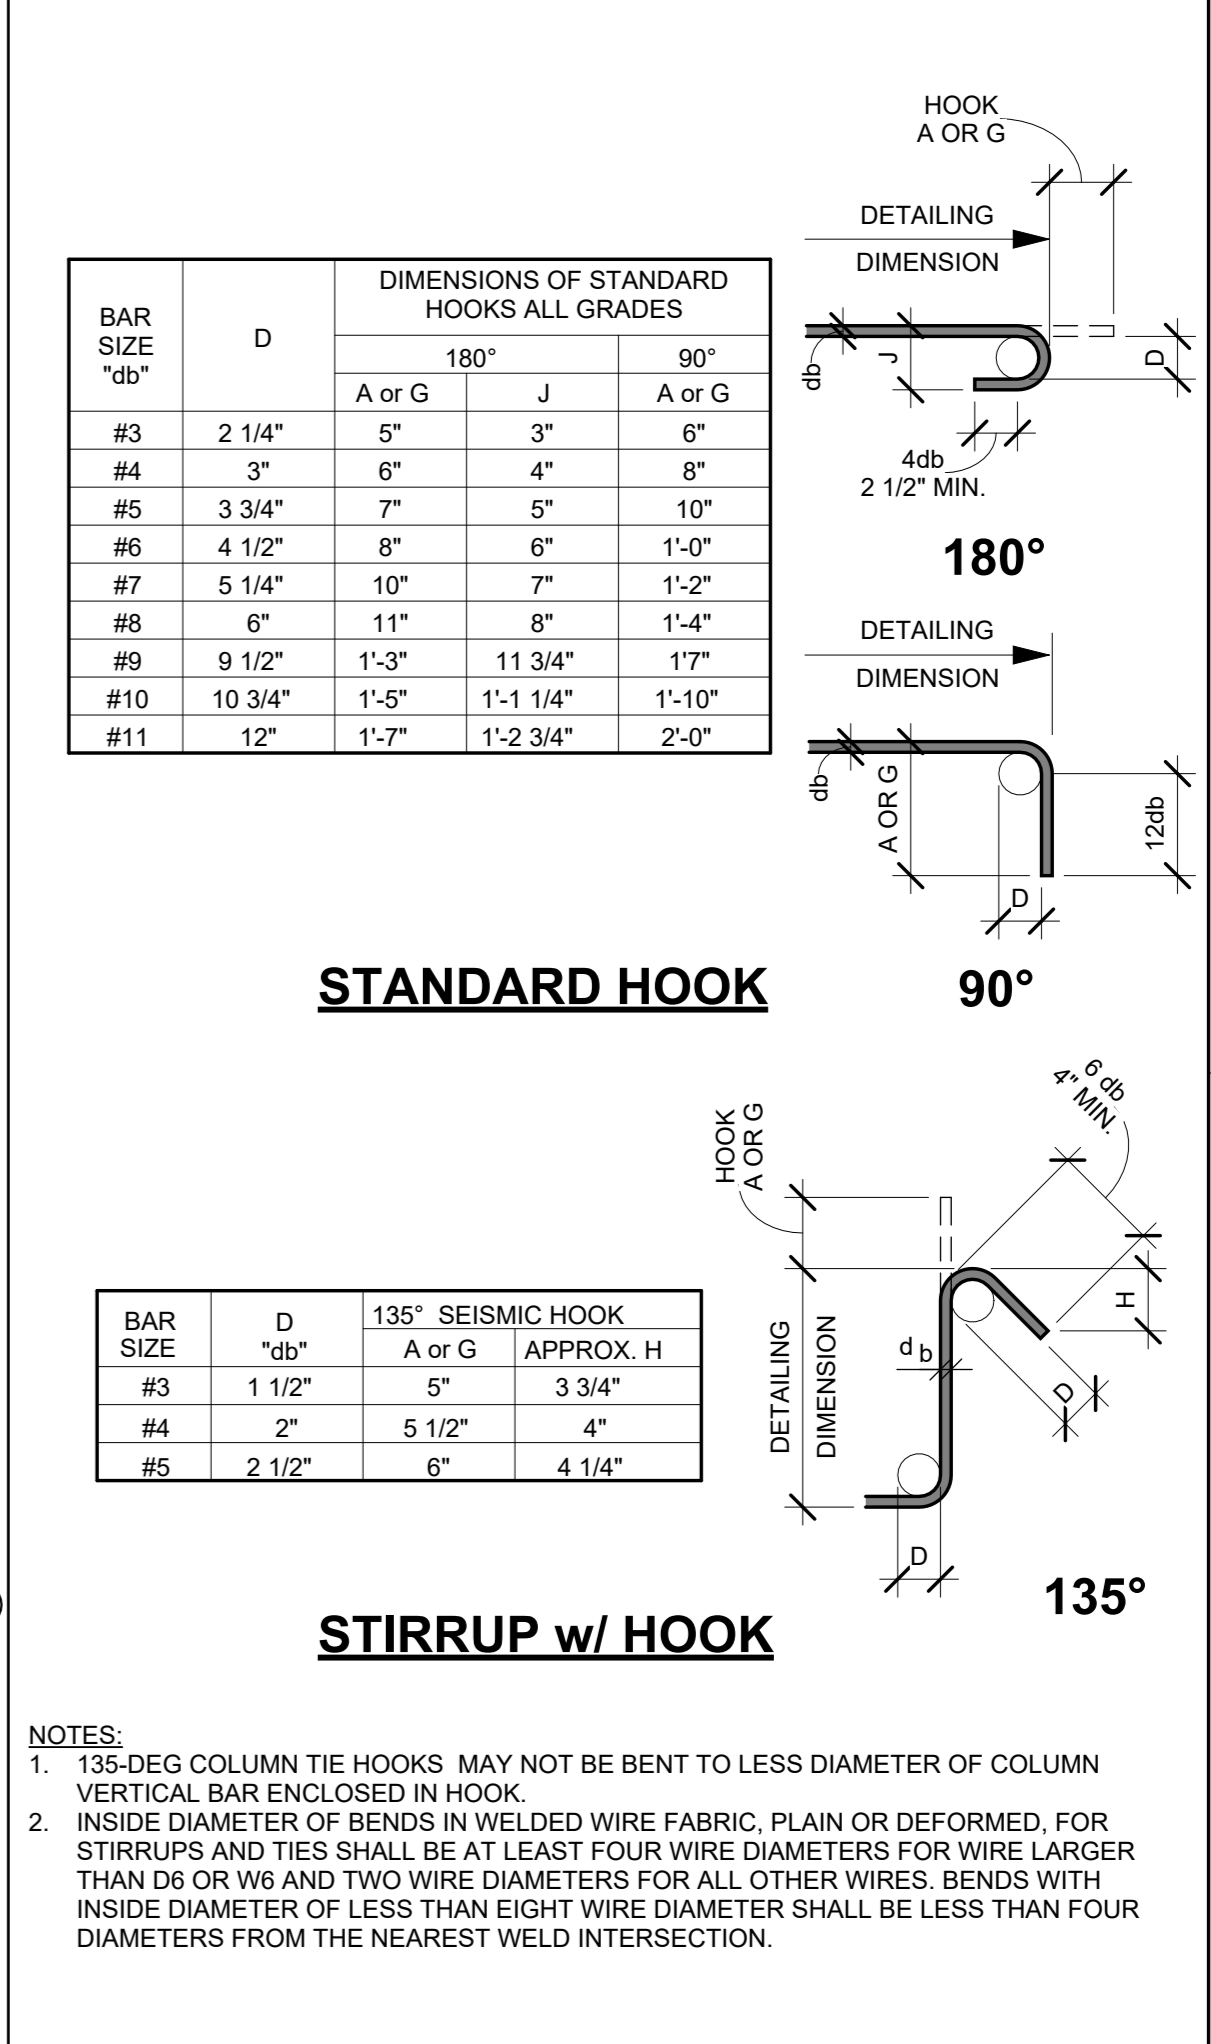 HOOK
A OR G
DETAILING
DIMENSION
db
J
D
4db
2 1/2" MIN.
180°
BAR SIZE "db" D DIMENSIONS OF STANDARD HOOKS ALL GRADES
180° 90°
A or G J A or G
#3 2 1/4" 5" 3" 6"
#4 3" 6" 4" 8"
#5 3 3/4" 7" 5" 10"
#6 4 1/2" 8" 6" 1'-0"
#7 5 1/4" 10" 7" 1'-2"
#8 6" 11" 8" 1'-4"
#9 9 1/2" 1'-3" 11 3/4" 1'7"
#10 10 3/4" 1'-5" 1'-1 1/4" 1'-10"
#11 12" 1'-7" 1'-2 3/4" 2'-0"
DETAILING
DIMENSION
db
A OR G
12db
D
STANDARD HOOK
90°
6 db
4" MIN.
HOOK
A OR G
DETAILING
DIMENSION
d b
H
D
D
135°
BAR SIZE D "db" 135° SEISMIC HOOK
A or G APPROX. H
#3 1 1/2" 5" 3 3/4"
#4 2" 5 1/2" 4"
#5 2 1/2" 6" 4 1/4"
STIRRUP w/ HOOK
NOTES:
1. 135-DEG COLUMN TIE HOOKS MAY NOT BE BENT TO LESS DIAMETER OF COLUMN
VERTICAL BAR ENCLOSED IN HOOK.
2. INSIDE DIAMETER OF BENDS IN WELDED WIRE FABRIC, PLAIN OR DEFORMED, FOR
STIRRUPS AND TIES SHALL BE AT LEAST FOUR WIRE DIAMETERS FOR WIRE LARGER
THAN D6 OR W6 AND TWO WIRE DIAMETERS FOR ALL OTHER WIRES. BENDS WITH
INSIDE DIAMETER OF LESS THAN EIGHT WIRE DIAMETER SHALL BE LESS THAN FOUR
DIAMETERS FROM THE NEAREST WELD INTERSECTION.